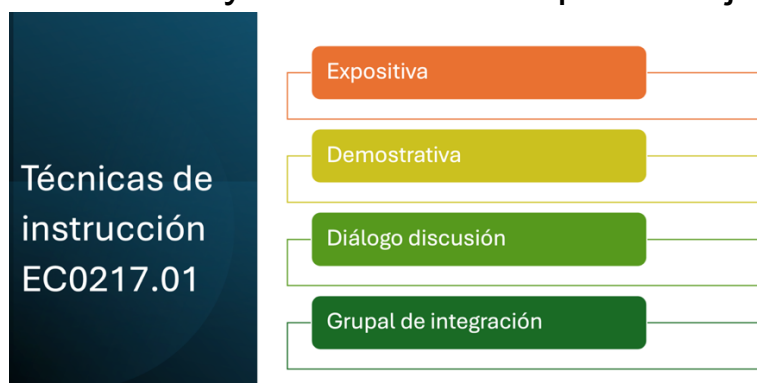 Técnicas de
instrucción
EC0217.01
Expositiva
Demostrativa
Diálogo discusión
Grupal de integración